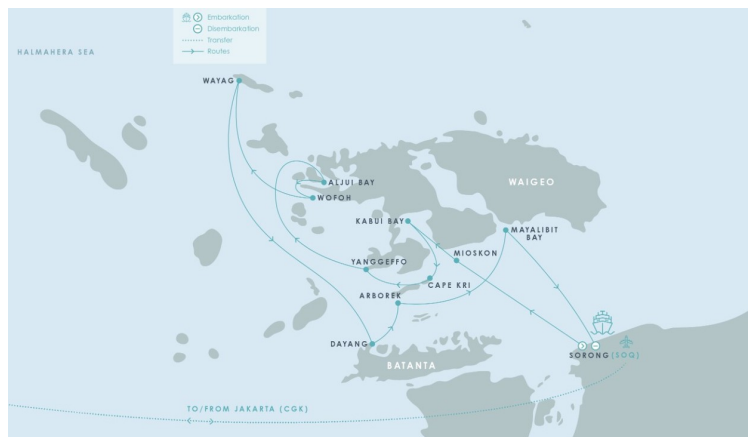 Embarkation
Disembarkation
Transfer
Routes
HALMAHERA SEA
WAYAG
ALJUI BAY
WOFOH
WAIGEO
KABUI BAY
MAYALIBIT
BAY
MIOSKON
YANGGEFFO
CAPE KRI
ARBOREK
DAYANG
BATANTA
SORONG (SOQ)
TO/FROM JAKARTA (CGK)